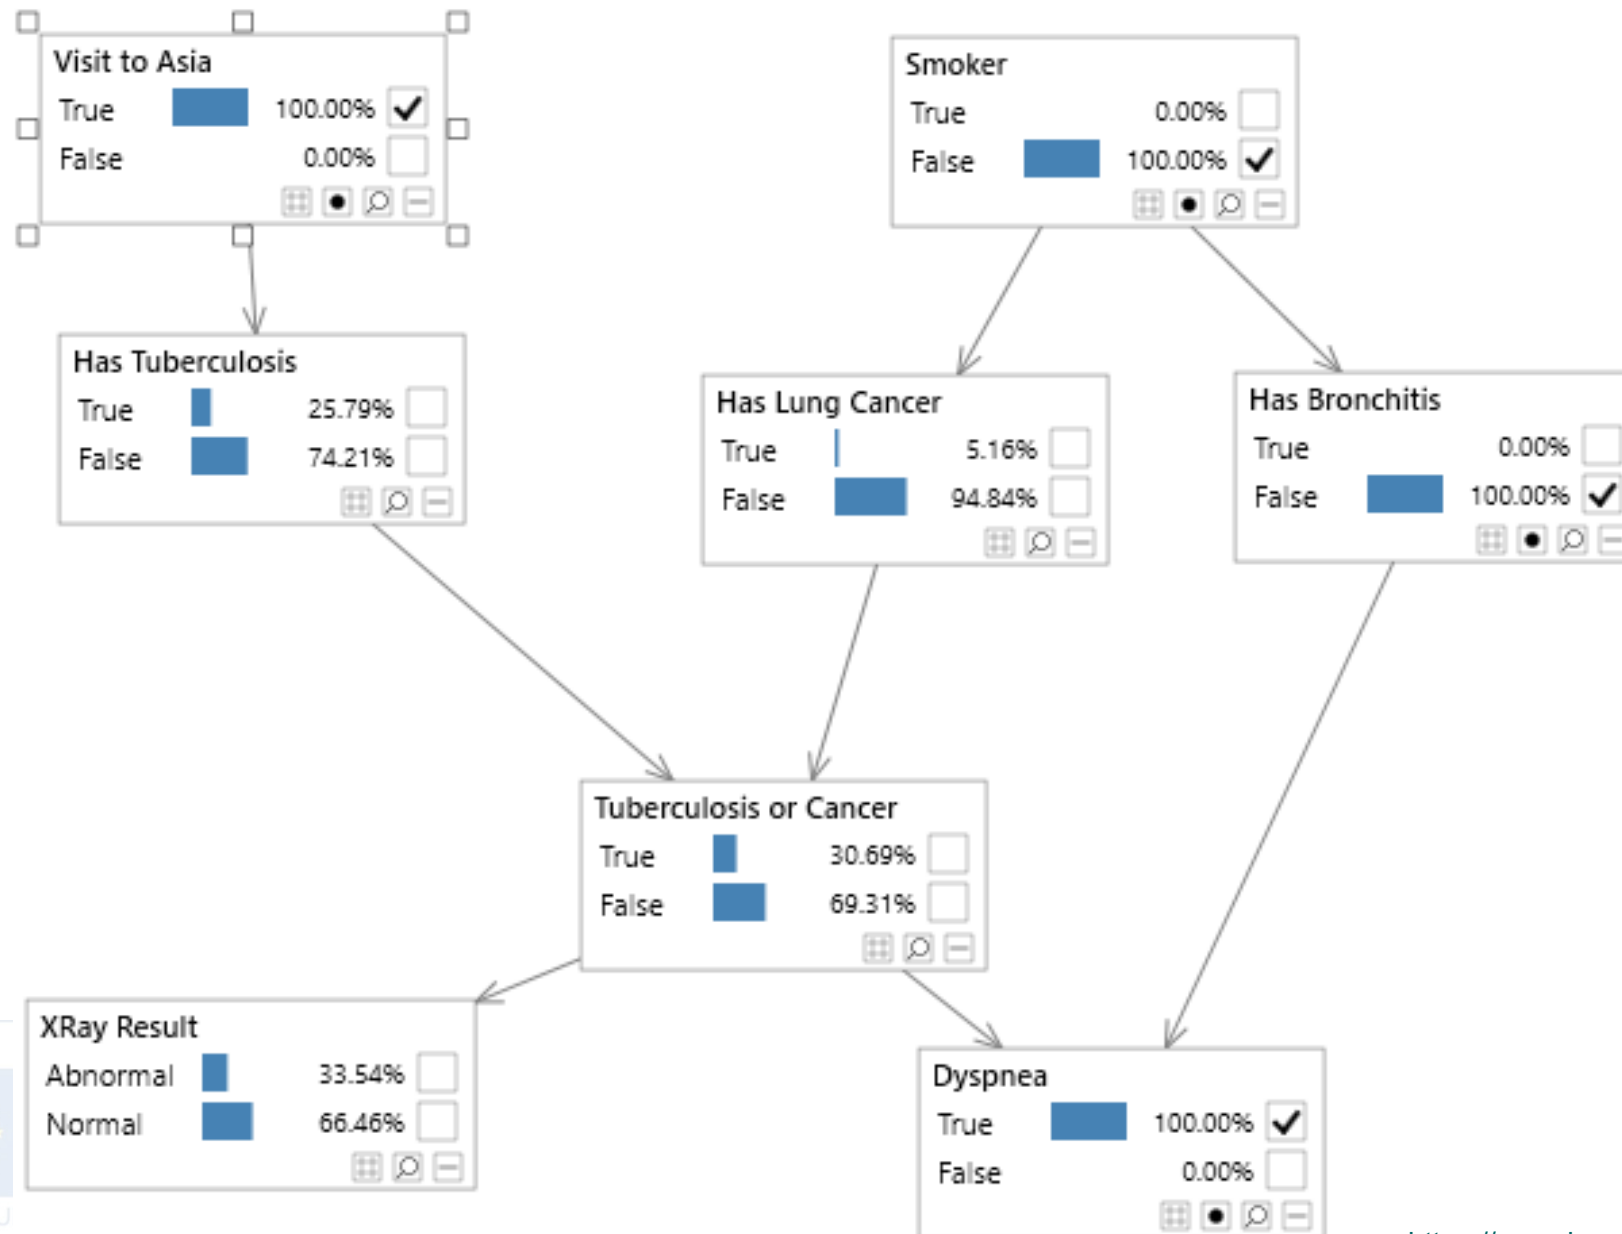 Visit to Asia
True 100.00%
False 0.00%
Smoker
True 0.00%
False 100.00%
Has Tuberculosis
True 25.79%
False 74.21%
Has Lung Cancer
True 5.16%
False 94.84%
Has Bronchitis
True 0.00%
False 100.00%
Tuberculosis or Cancer
True 30.69%
False 69.31%
XRay Result
Abnormal 33.54%
Normal 66.46%
Dyspnea
True 100.00%
False 0.00%